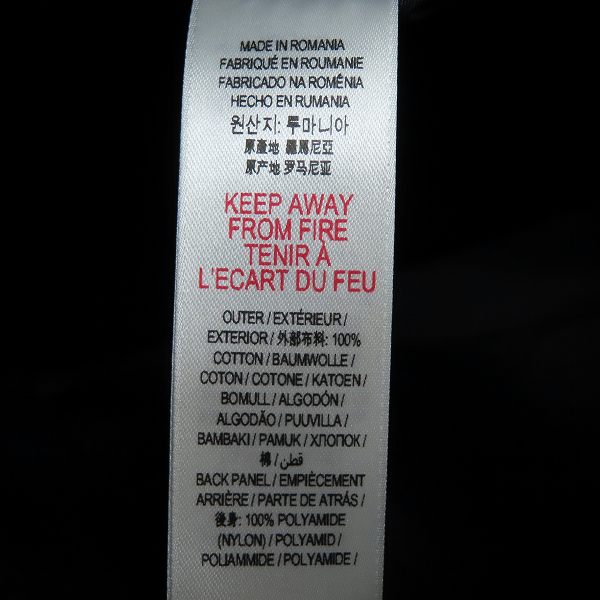 MADE IN ROMANIA
FABRIQUÉ EN ROUMANIE
FABRICADO NA ROMÉNIA
HECHO EN RUMANIA
원산지: 루마니아
原產地 羅馬尼亞
原产地 罗马尼亚
KEEP AWAY
FROM FIRE
TENIR À
L'ECART DU FEU
OUTER / EXTÉRIEUR /
EXTERIOR / 外部布料: 100%
COTTON / BAUMWOLLE /
COTON / COTONE / KATOEN /
BOMULL / ALGODÓN /
ALGODÃO / PUUVILLA /
BAMBAKI / PAMUK / ХЛОПОК /
棉 / قطن /
BACK PANEL / EMPIÈCEMENT
ARRIÈRE / PARTE DE ATRÁS /
後身: 100% POLYAMIDE
(NYLON) / POLYAMID /
POLIAMMIDE / POLYAMIDE /